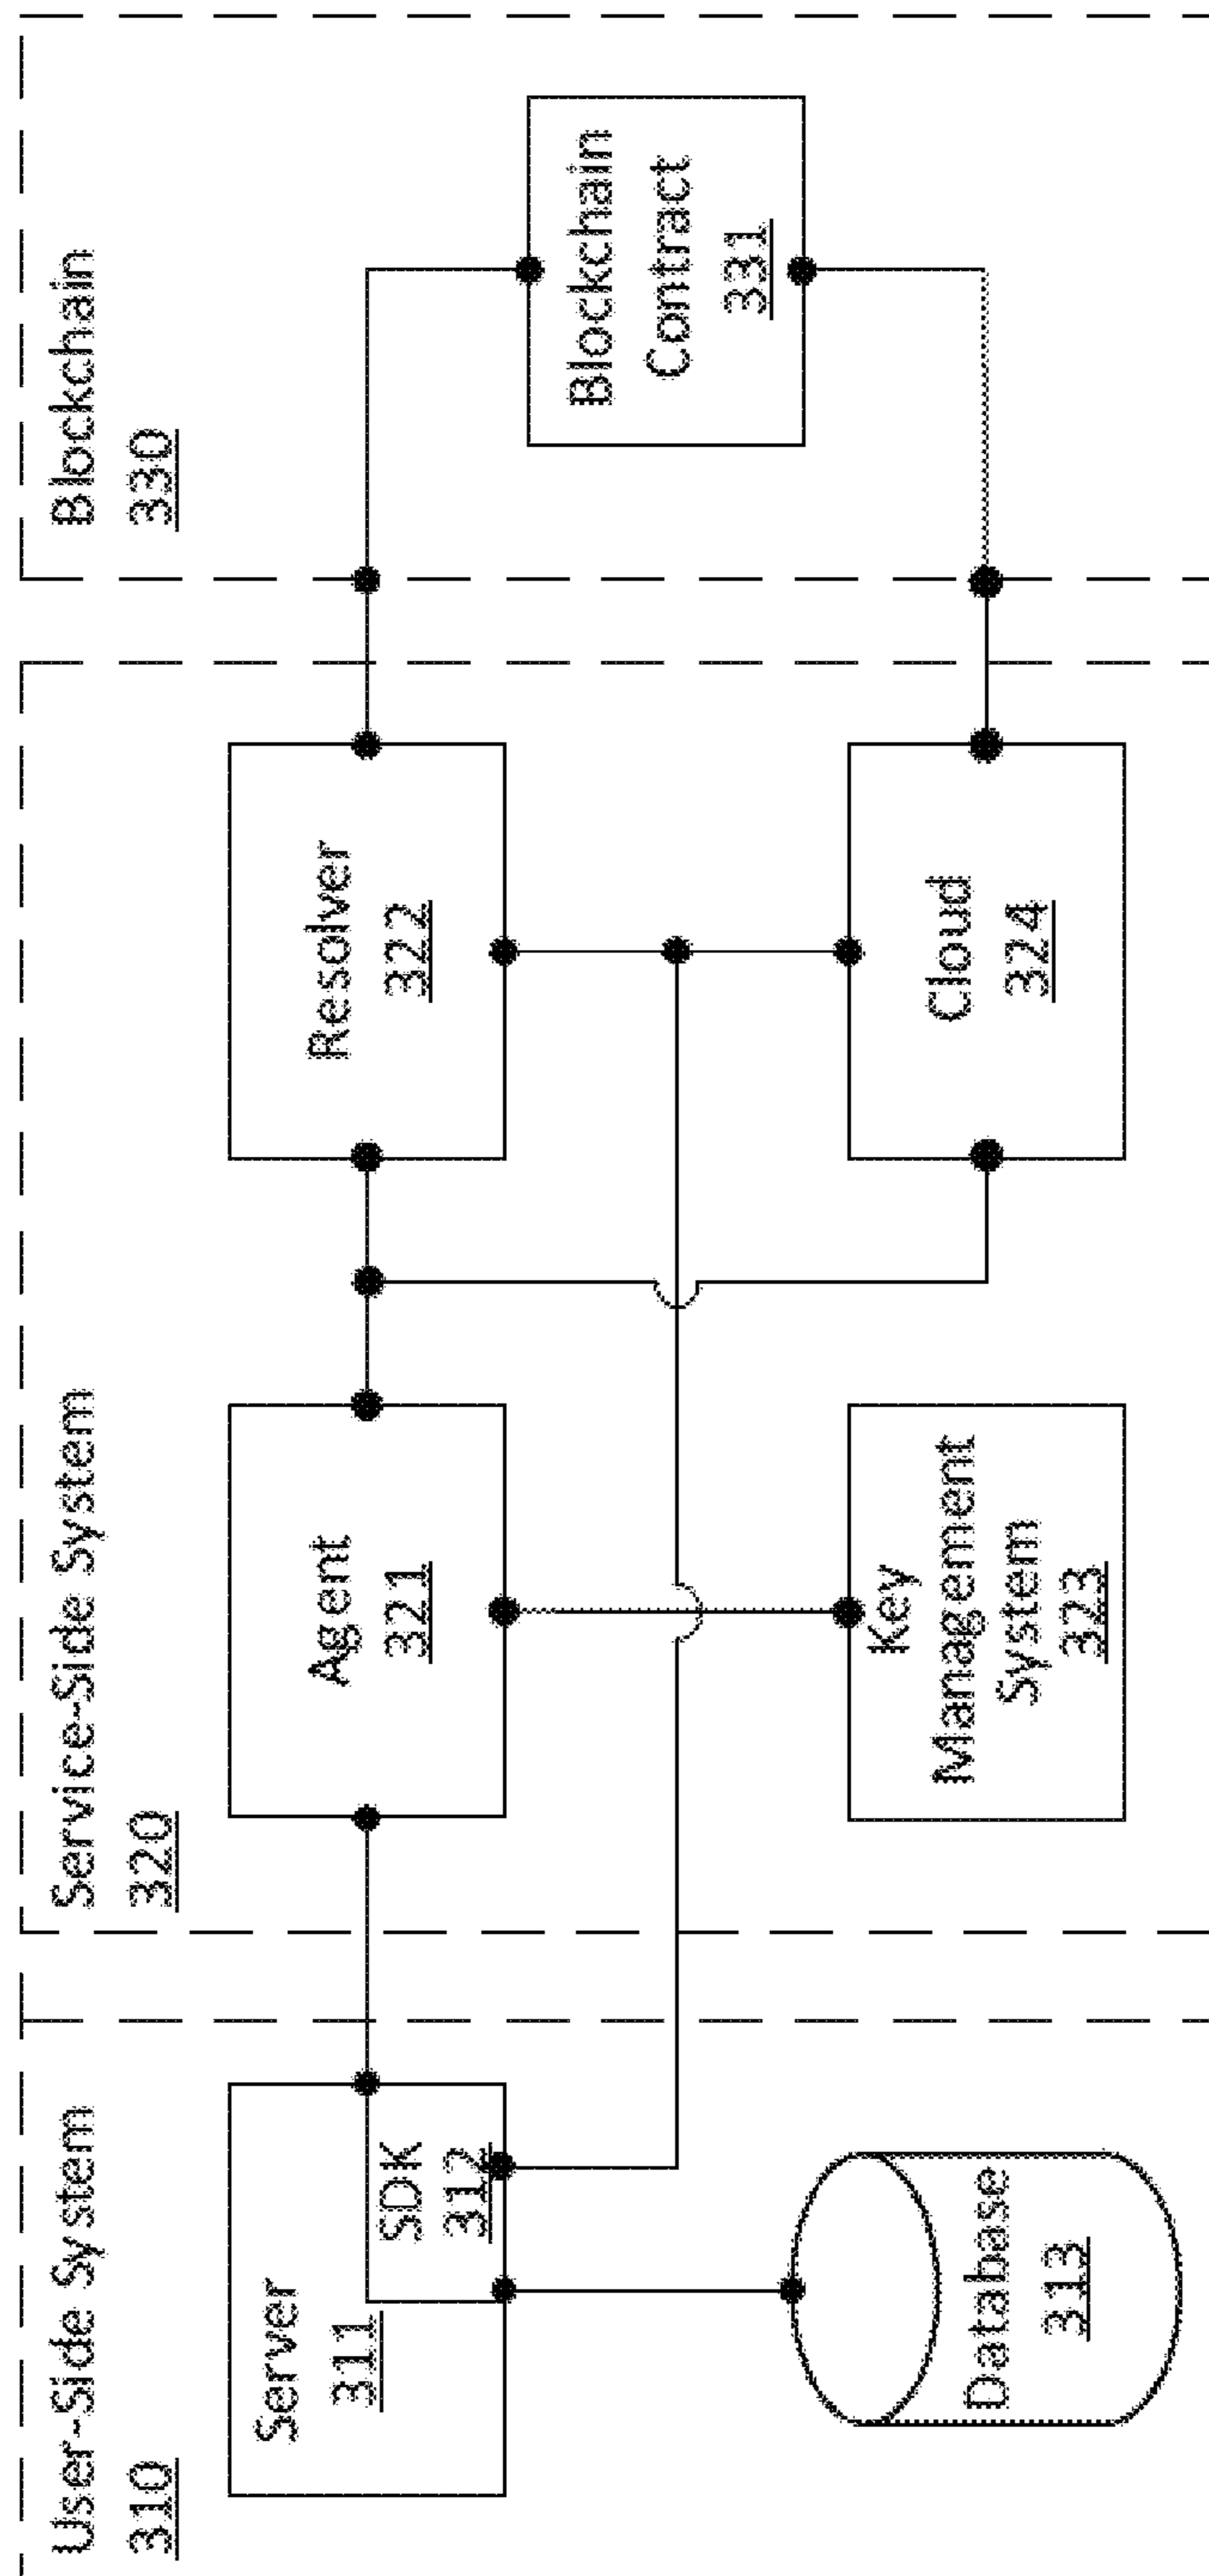 User-Side System
310
Server
311
SDK
312
Database
313
Service-Side System
320
Agent
321
Resolver
322
Key
Management
System
323
Cloud
324
Blockchain
330
Blockchain
Contract
331